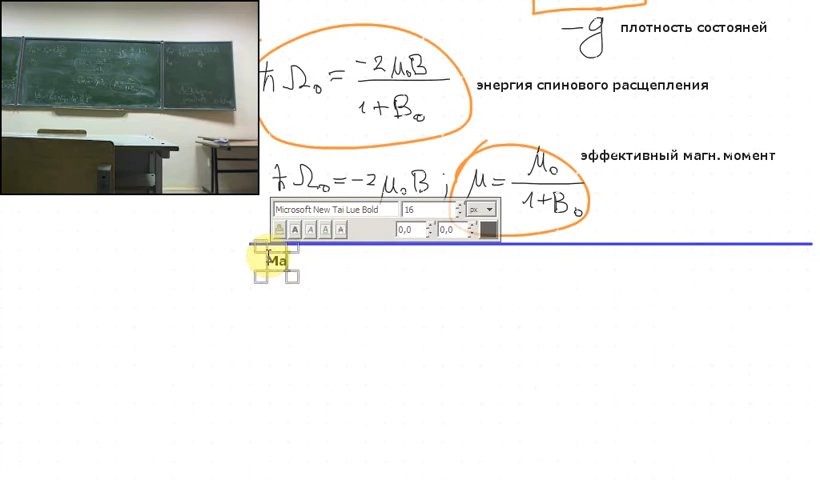 -g плотность состояней
ħΩ₀ = -2μ₀B / 1+B₀ энергия спинового расщепления
эффективный магн. момент
ħΩ₀ = -2μ₀B ; μ = μ₀ / 1+B₀
Microsoft New Tai Lue Bold 16 px
A A A A 0,0 0,0
Ма